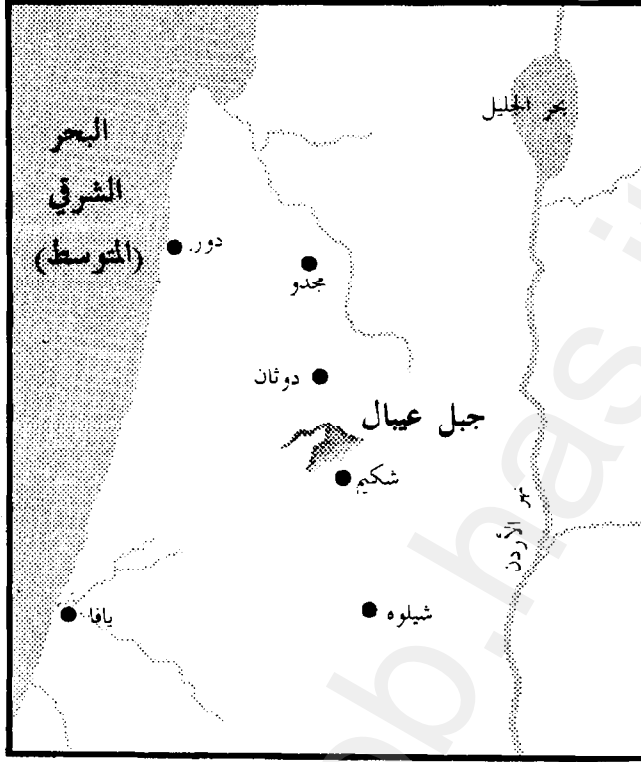 بحر الجليل
البحر
الشرقي
(المتوسط)
دور
مجدو
دوثان
جبل عيبال
شكيم
نهر الأردن
يافا
شيلوه